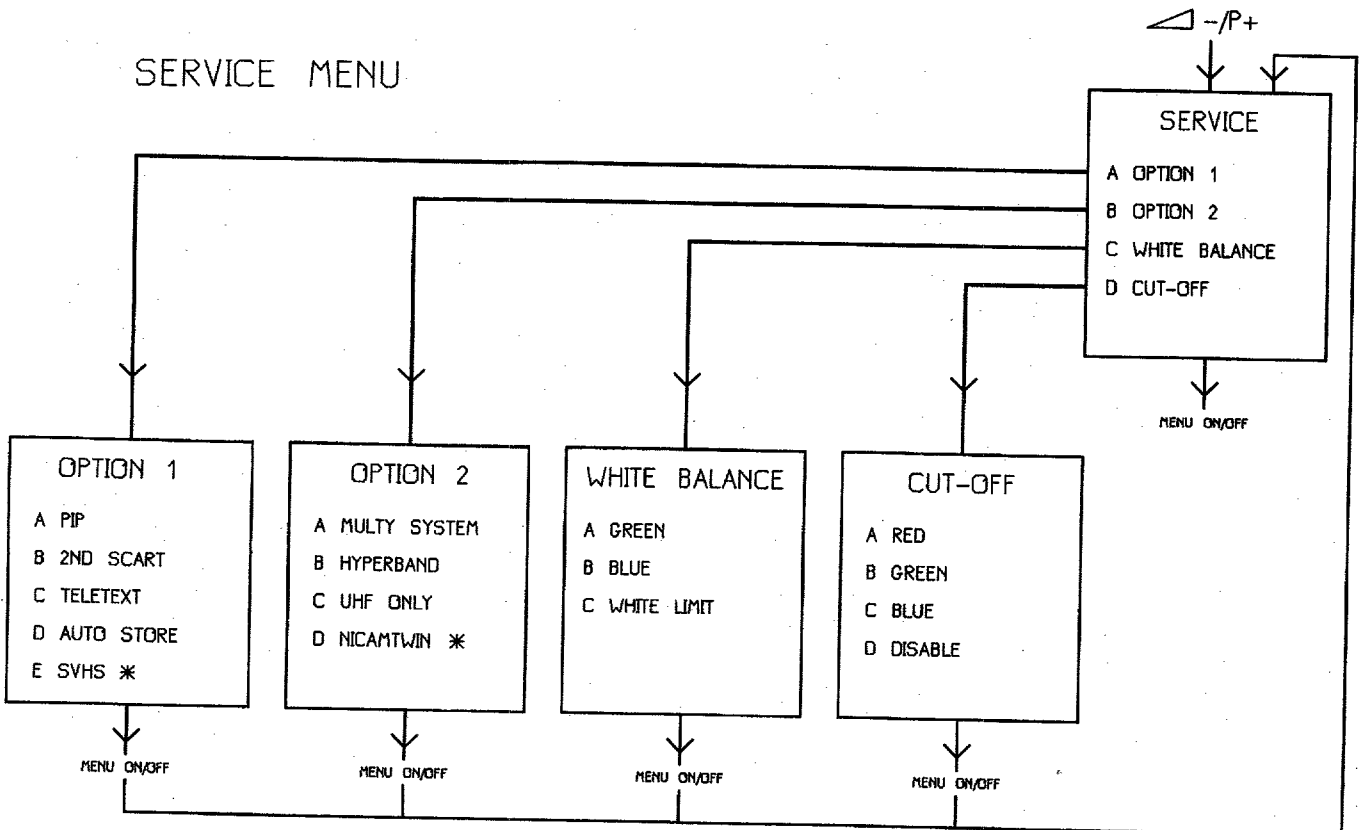 -/P+
SERVICE MENU
SERVICE
A OPTION 1
B OPTION 2
C WHITE BALANCE
D CUT-OFF
MENU ON/OFF
OPTION 1
A PIP
B 2ND SCART
C TELETEXT
D AUTO STORE
E SVHS *
MENU ON/OFF
OPTION 2
A MULTY SYSTEM
B HYPERBAND
C UHF ONLY
D NICAMTWIN *
MENU ON/OFF
WHITE BALANCE
A GREEN
B BLUE
C WHITE LIMIT
MENU ON/OFF
CUT-OFF
A RED
B GREEN
C BLUE
D DISABLE
MENU ON/OFF